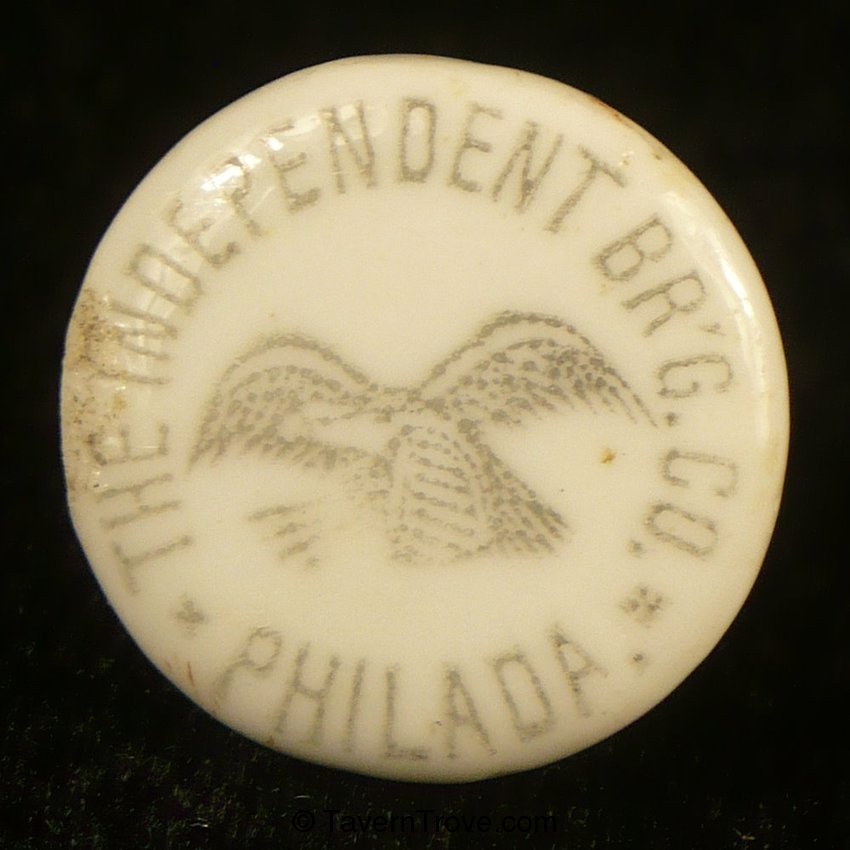 THE INDEPENDENT BR'G. CO.
* PHILADA. *
© TavernTrove.com